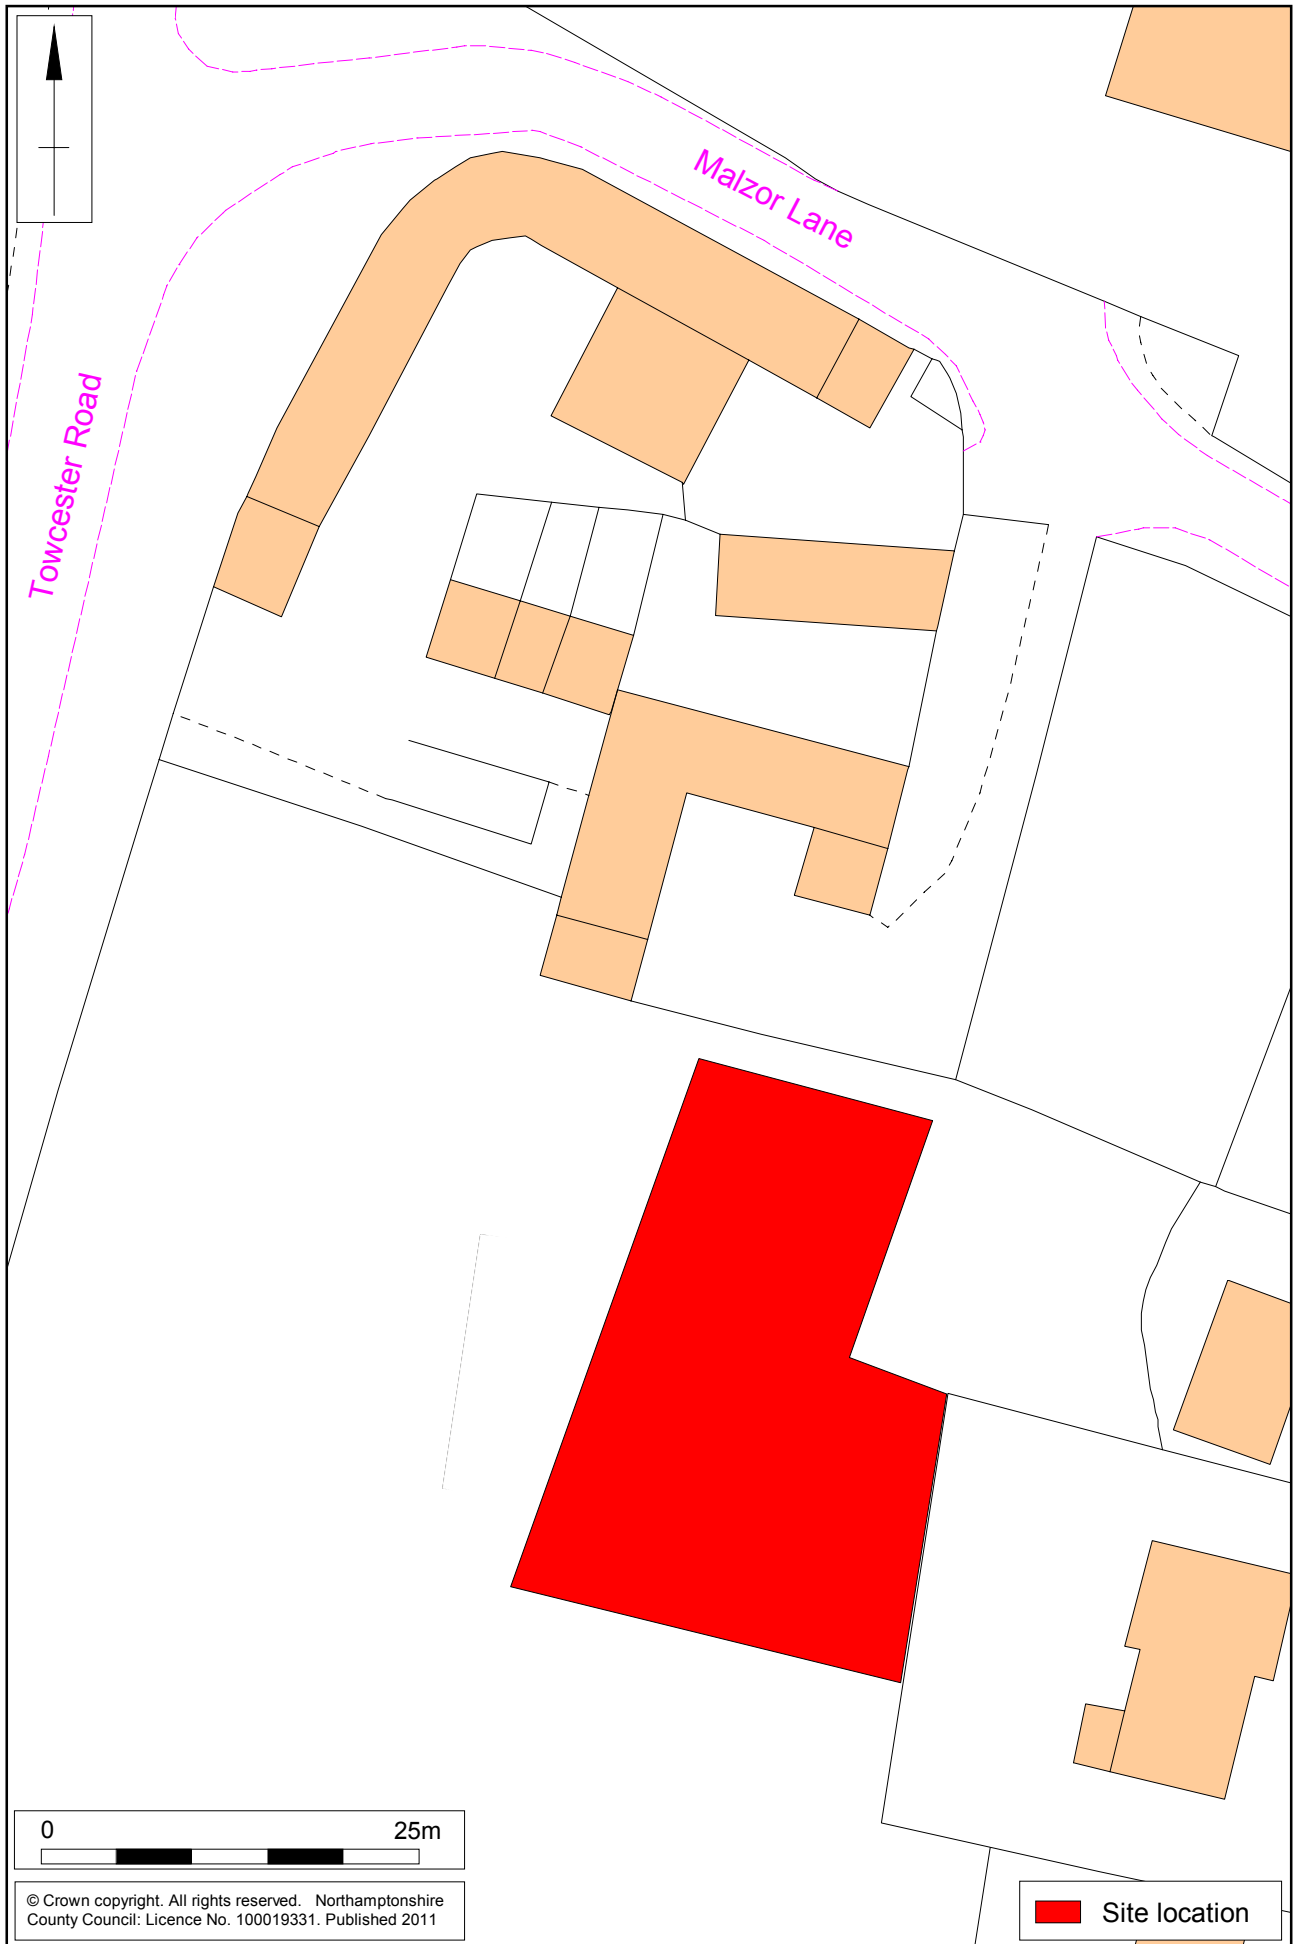 Malzor Lane
Towcester Road
0 25m
© Crown copyright. All rights reserved. Northamptonshire
County Council: Licence No. 100019331. Published 2011
Site location